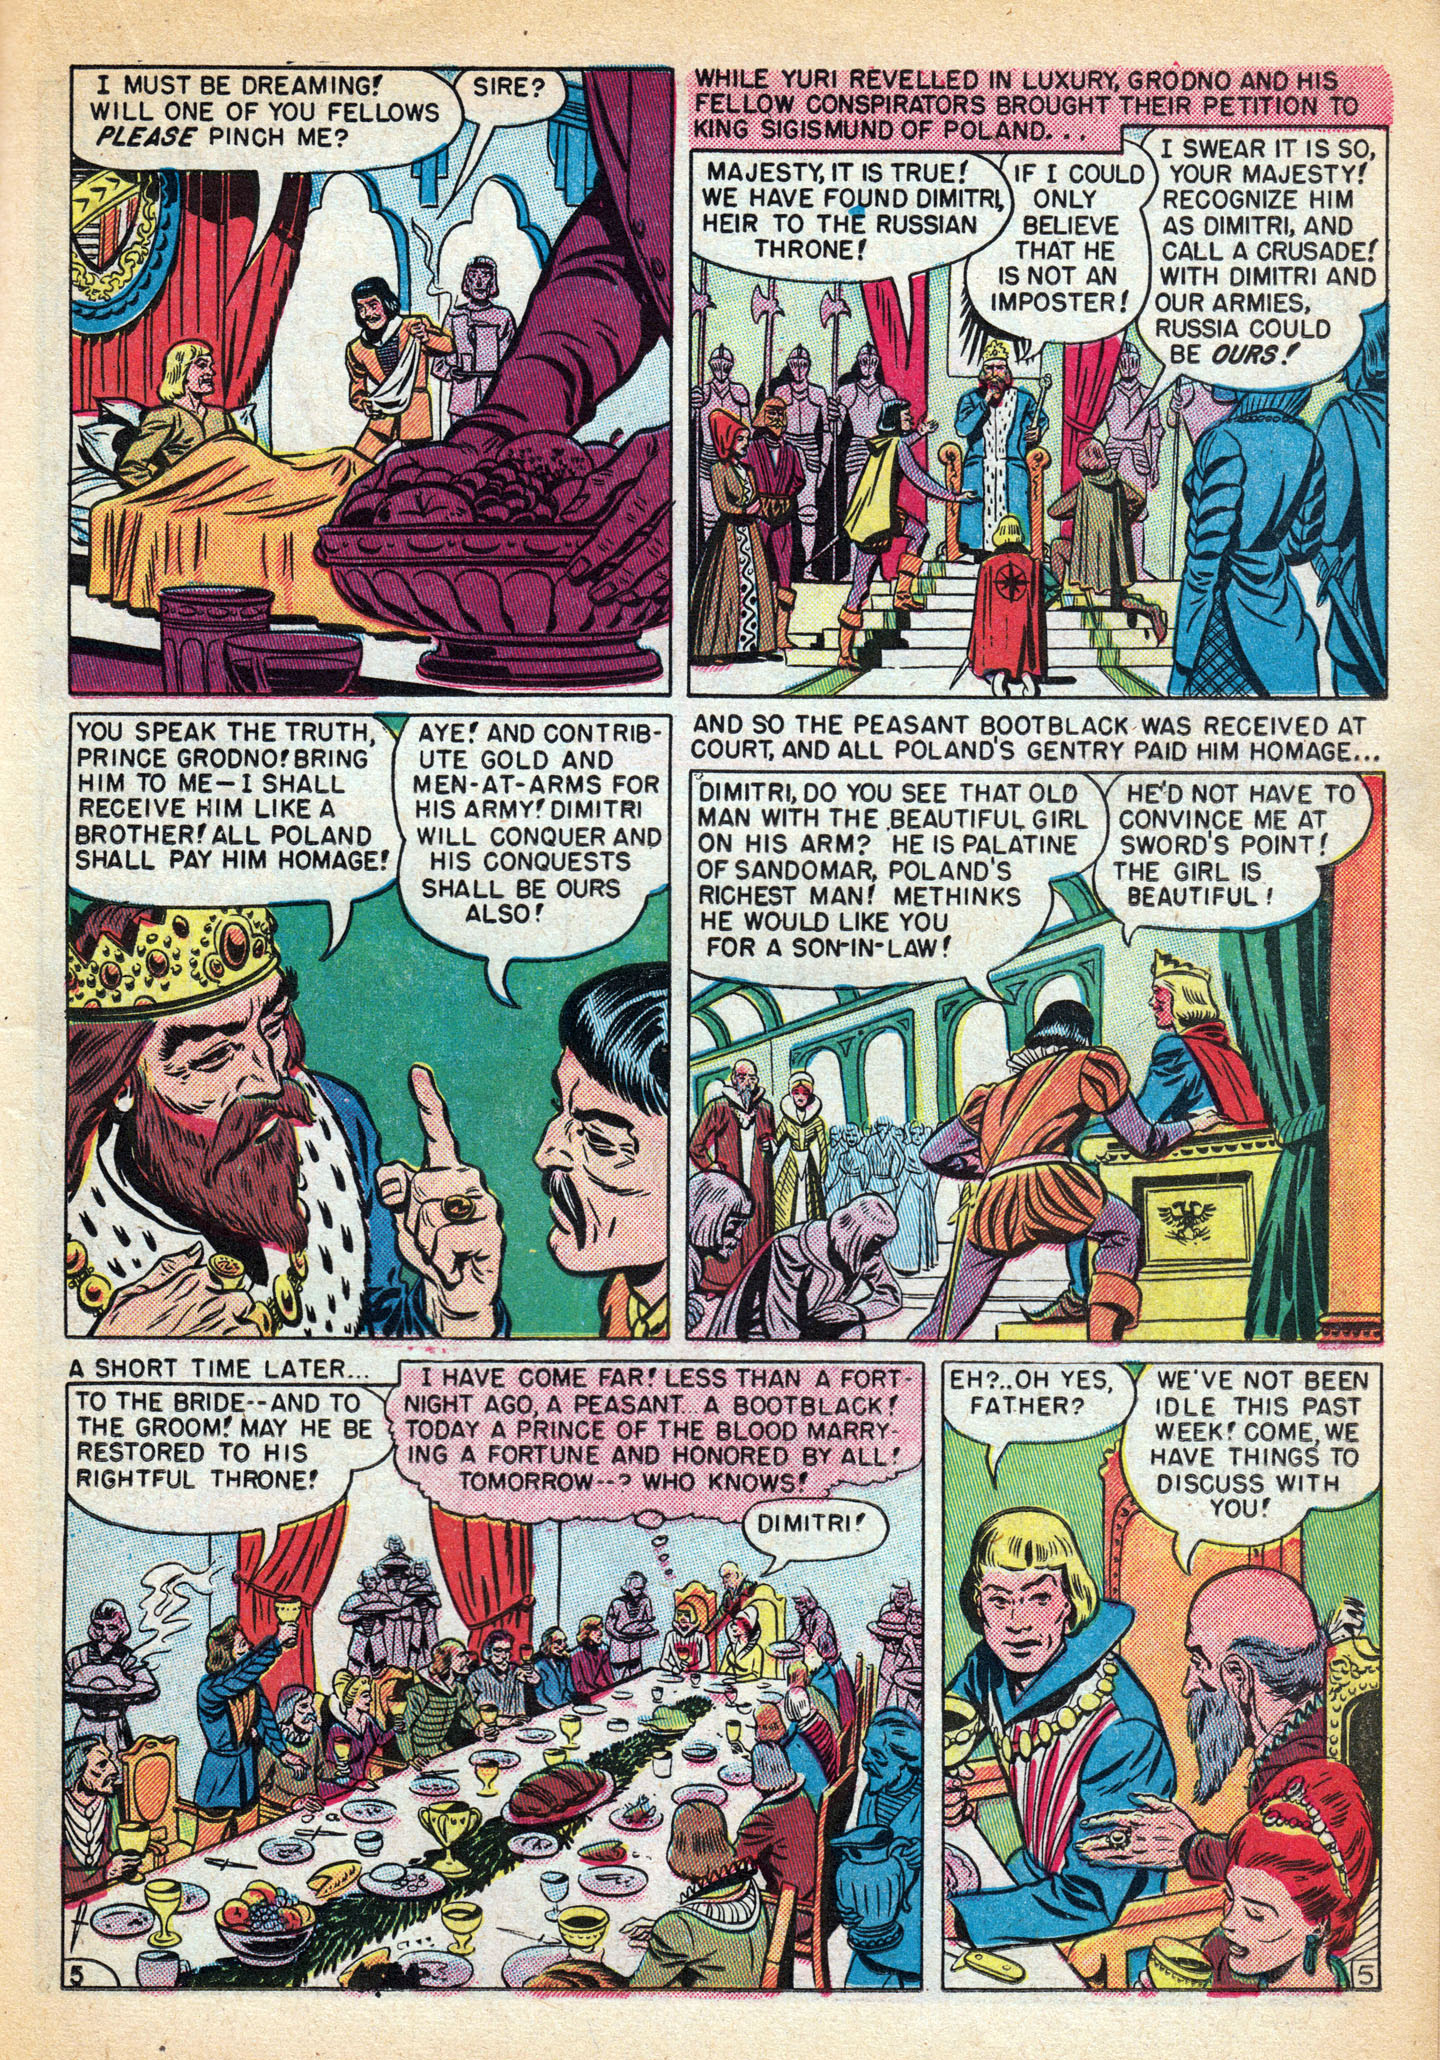 I MUST BE DREAMING!
WILL ONE OF YOU FELLOWS
PLEASE PINCH ME?
SIRE?
WHILE YURI REVELLED IN LUXURY, GRODNO AND HIS
FELLOW CONSPIRATORS BROUGHT THEIR PETITION TO
KING SIGISMUND OF POLAND...
MAJESTY, IT IS TRUE!
WE HAVE FOUND DIMITRI,
HEIR TO THE RUSSIAN
THRONE!
IF I COULD
ONLY
BELIEVE
THAT HE
IS NOT AN
IMPOSTER!
I SWEAR IT IS SO,
YOUR MAJESTY!
RECOGNIZE HIM
AS DIMITRI, AND
CALL A CRUSADE!
WITH DIMITRI AND
OUR ARMIES,
RUSSIA COULD
BE OURS!
YOU SPEAK THE TRUTH,
PRINCE GRODNO! BRING
HIM TO ME—I SHALL
RECEIVE HIM LIKE A
BROTHER! ALL POLAND
SHALL PAY HIM HOMAGE!
AYE! AND CONTRIB-
UTE GOLD AND
MEN-AT-ARMS FOR
HIS ARMY! DIMITRI
WILL CONQUER AND
HIS CONQUESTS
SHALL BE OURS
ALSO!
AND SO THE PEASANT BOOTBLACK WAS RECEIVED AT
COURT, AND ALL POLAND'S GENTRY PAID HIM HOMAGE...
DIMITRI, DO YOU SEE THAT OLD
MAN WITH THE BEAUTIFUL GIRL
ON HIS ARM? HE IS PALATINE
OF SANDOMAR, POLAND'S
RICHEST MAN! METHINKS
HE WOULD LIKE YOU
FOR A SON-IN-LAW!
HE'D NOT HAVE TO
CONVINCE ME AT
SWORD'S POINT!
THE GIRL IS
BEAUTIFUL!
A SHORT TIME LATER...
TO THE BRIDE--AND TO
THE GROOM! MAY HE BE
RESTORED TO HIS
RIGHTFUL THRONE!
I HAVE COME FAR! LESS THAN A FORT-
NIGHT AGO, A PEASANT...A BOOTBLACK!
TODAY A PRINCE OF THE BLOOD MARRY-
ING A FORTUNE AND HONORED BY ALL!
TOMORROW--? WHO KNOWS!
DIMITRI!
5
EH?..OH YES,
FATHER?
WE'VE NOT BEEN
IDLE THIS PAST
WEEK! COME, WE
HAVE THINGS TO
DISCUSS WITH
YOU!
5